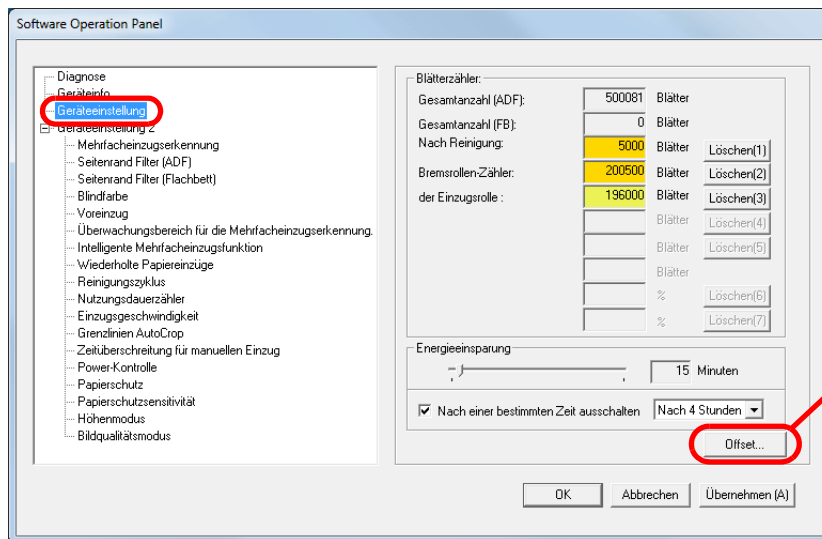 Software Operation Panel
Diagnose
Geräteinfo
Geräteeinstellung
Geräteeinstellung 2
Mehrfacheinzugserkennung
Seitenrand Filter (ADF)
Seitenrand Filter (Flachbett)
Blindfarbe
Voreinzug
Überwachungsbereich für die Mehrfacheinzugserkennung.
Intelligente Mehrfacheinzugsfunktion
Wiederholte Papiereinzüge
Reinigungszyklus
Nutzungsdauerzähler
Einzugsgeschwindigkeit
Grenzlinien AutoCrop
Zeitüberschreitung für manuellen Einzug
Power-Kontrolle
Papierschutz
Papierschutzsensitivität
Höhenmodus
Bildqualitätsmodus
Blätterzähler:
Gesamtanzahl (ADF): 500081 Blätter
Gesamtanzahl (FB): 0 Blätter
Nach Reinigung: 5000 Blätter Löschen(1)
Bremsrollen-Zähler: 200500 Blätter Löschen(2)
der Einzugsrolle : 196000 Blätter Löschen(3)
Blätter Löschen(4)
Blätter Löschen(5)
Blätter
% Löschen(6)
% Löschen(7)
Energieeinsparung
15 Minuten
Nach einer bestimmten Zeit ausschalten Nach 4 Stunden
Offset...
OK Abbrechen Übernehmen (A)